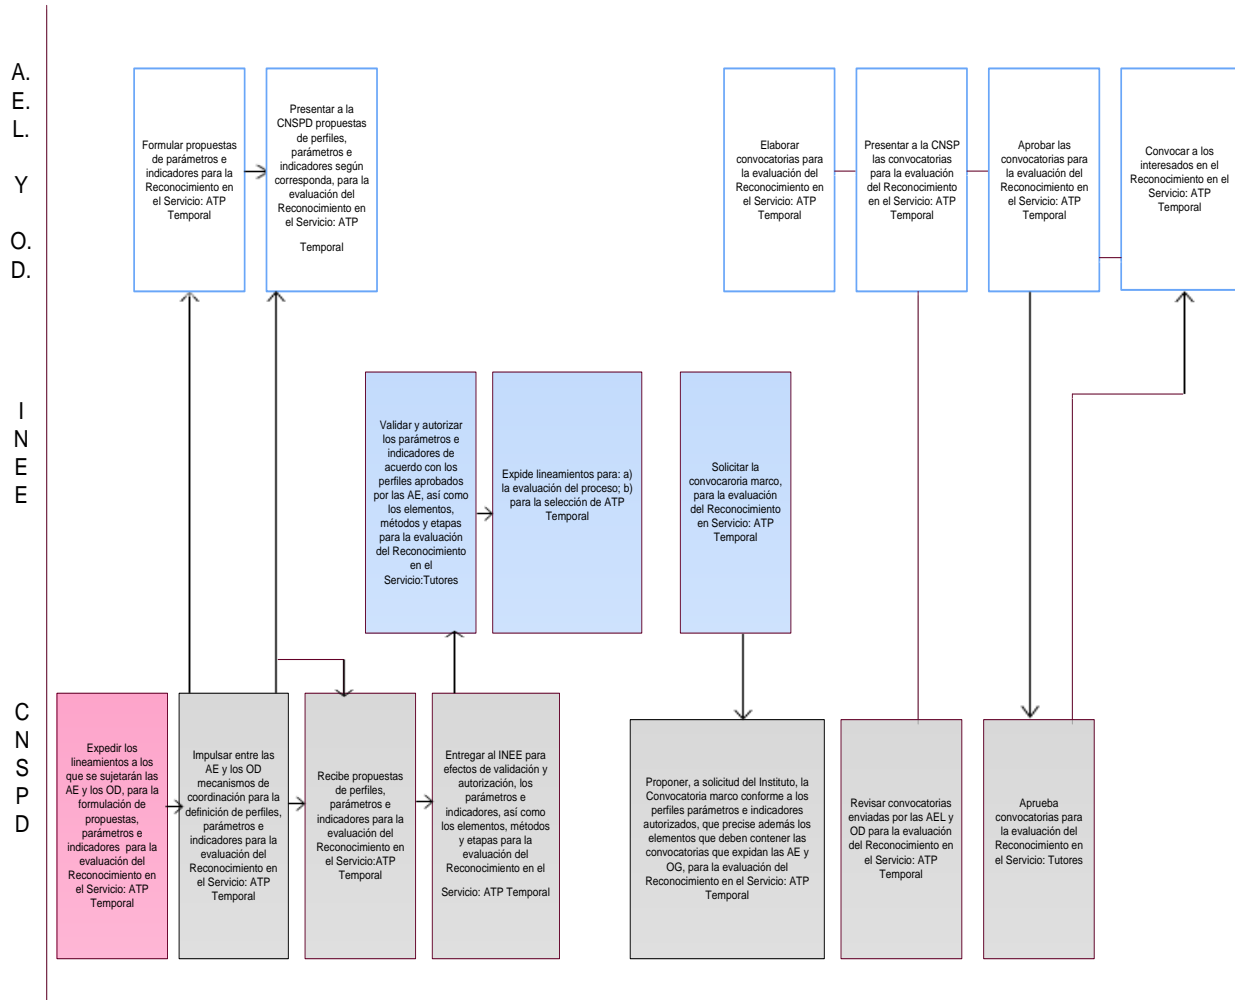 A.
E.
L.
Y
O.
D.
Formular propuestas
de parámetros e
indicadores para la
Reconocimiento en
el Servicio: ATP
Temporal
Presentar a la
CNSPD propuestas
de perfiles,
parámetros e
indicadores según
corresponda, para la
evaluación del
Reconocimiento en
el Servicio: ATP
Temporal
Elaborar
convocatorias para
la evaluación del
Reconocimiento en
el Servicio: ATP
Temporal
Presentar a la CNSP
las convocatorias
para la evaluación
del Reconocimiento
en el Servicio: ATP
Temporal
Aprobar las
convocatorias para
la evaluación del
Reconocimiento en
el Servicio: ATP
Temporal
Convocar a los
interesados en el
Reconocimiento en el
Servicio: ATP
Temporal
I
N
E
E
Validar y autorizar
los parámetros e
indicadores de
acuerdo con los
perfiles aprobados
por las AE, así como
los elementos,
métodos y etapas
para la evaluación
del Reconocimiento
en el
Servicio:Tutores
Expide lineamientos para: a)
la evaluación del proceso; b)
para la selección de ATP
Temporal
Solicitar la
convocaroria marco,
para la evaluación
del Reconocimiento
en Servicio: ATP
Temporal
C
N
S
P
D
Expedir los
lineamientos a los
que se sujetarán las
AE y los OD, para la
formulación de
propuestas,
parámetros e
indicadores para la
evaluación del
Reconocimiento en
el Servicio: ATP
Temporal
Impulsar entre las
AE y los OD
mecanismos de
coordinación para la
definición de perfiles,
parámetros e
indicadores para la
evaluación del
Reconocimiento en
el Servicio: ATP
Temporal
Recibe propuestas
de perfiles,
parámetros e
indicadores para la
evaluación del
Reconocimiento en
el Servicio:ATP
Temporal
Entregar al INEE para
efectos de validación y
autorización, los
parámetros e
indicadores, así como
los elementos, métodos
y etapas para la
evaluación del
Reconocimiento en el
Servicio: ATP Temporal
Proponer, a solicitud del Instituto, la
Convocatoria marco conforme a los
perfiles parámetros e indicadores
autorizados, que precise además los
elementos que deben contener las
convocatorias que expidan las AE y
OG, para la evaluación del
Reconocimiento en el Servicio: ATP
Temporal
Revisar convocatorias
enviadas por las AEL y
OD para la evaluación
del Reconocimiento en
el Servicio: ATP
Temporal
Aprueba
convocatorias para
la evaluación del
Reconocimiento en
el Servicio: Tutores